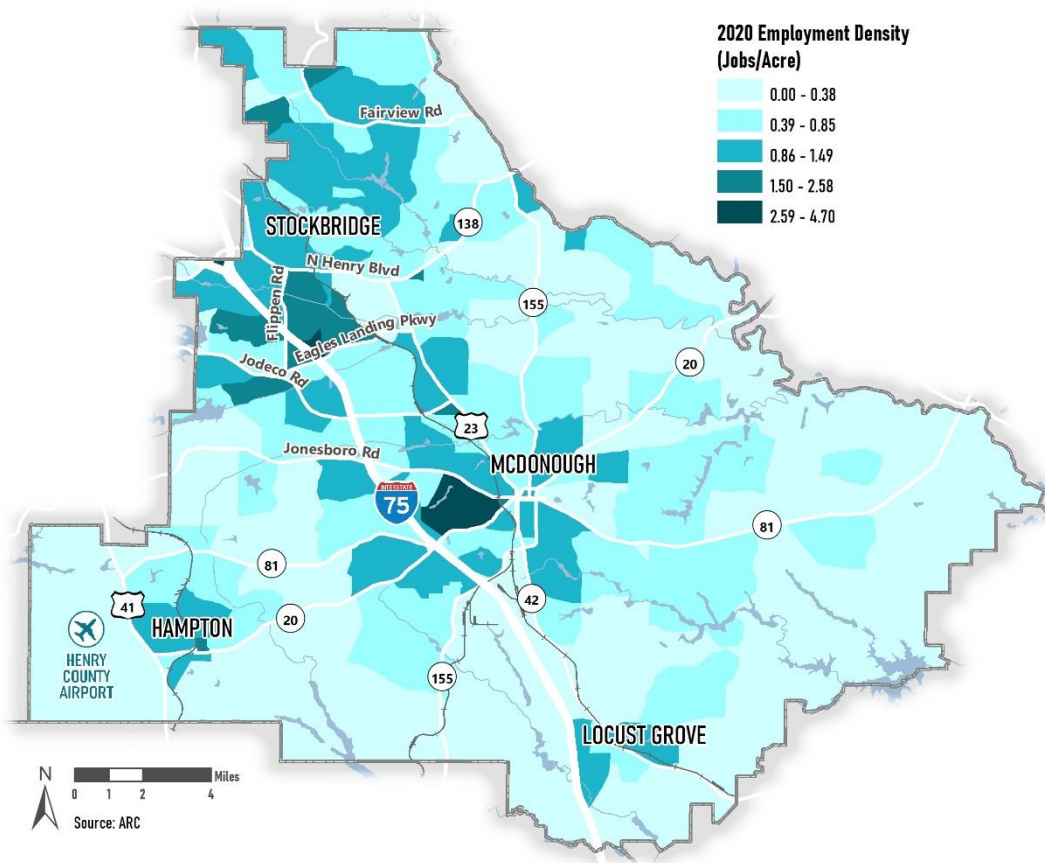 2020 Employment Density
(Jobs/Acre)
0.00 - 0.38
0.39 - 0.85
0.86 - 1.49
1.50 - 2.58
2.59 - 4.70
Fairview Rd
STOCKBRIDGE
138
N Henry Blvd
Flippen Rd
155
Eagles Landing Pkwy
Jodeco Rd
20
23
Jonesboro Rd
MCDONOUGH
INTERSTATE
75
81
81
42
41
HAMPTON
20
HENRY
COUNTY
AIRPORT
155
LOCUST GROVE
N
Miles
0 1 2 4
Source: ARC